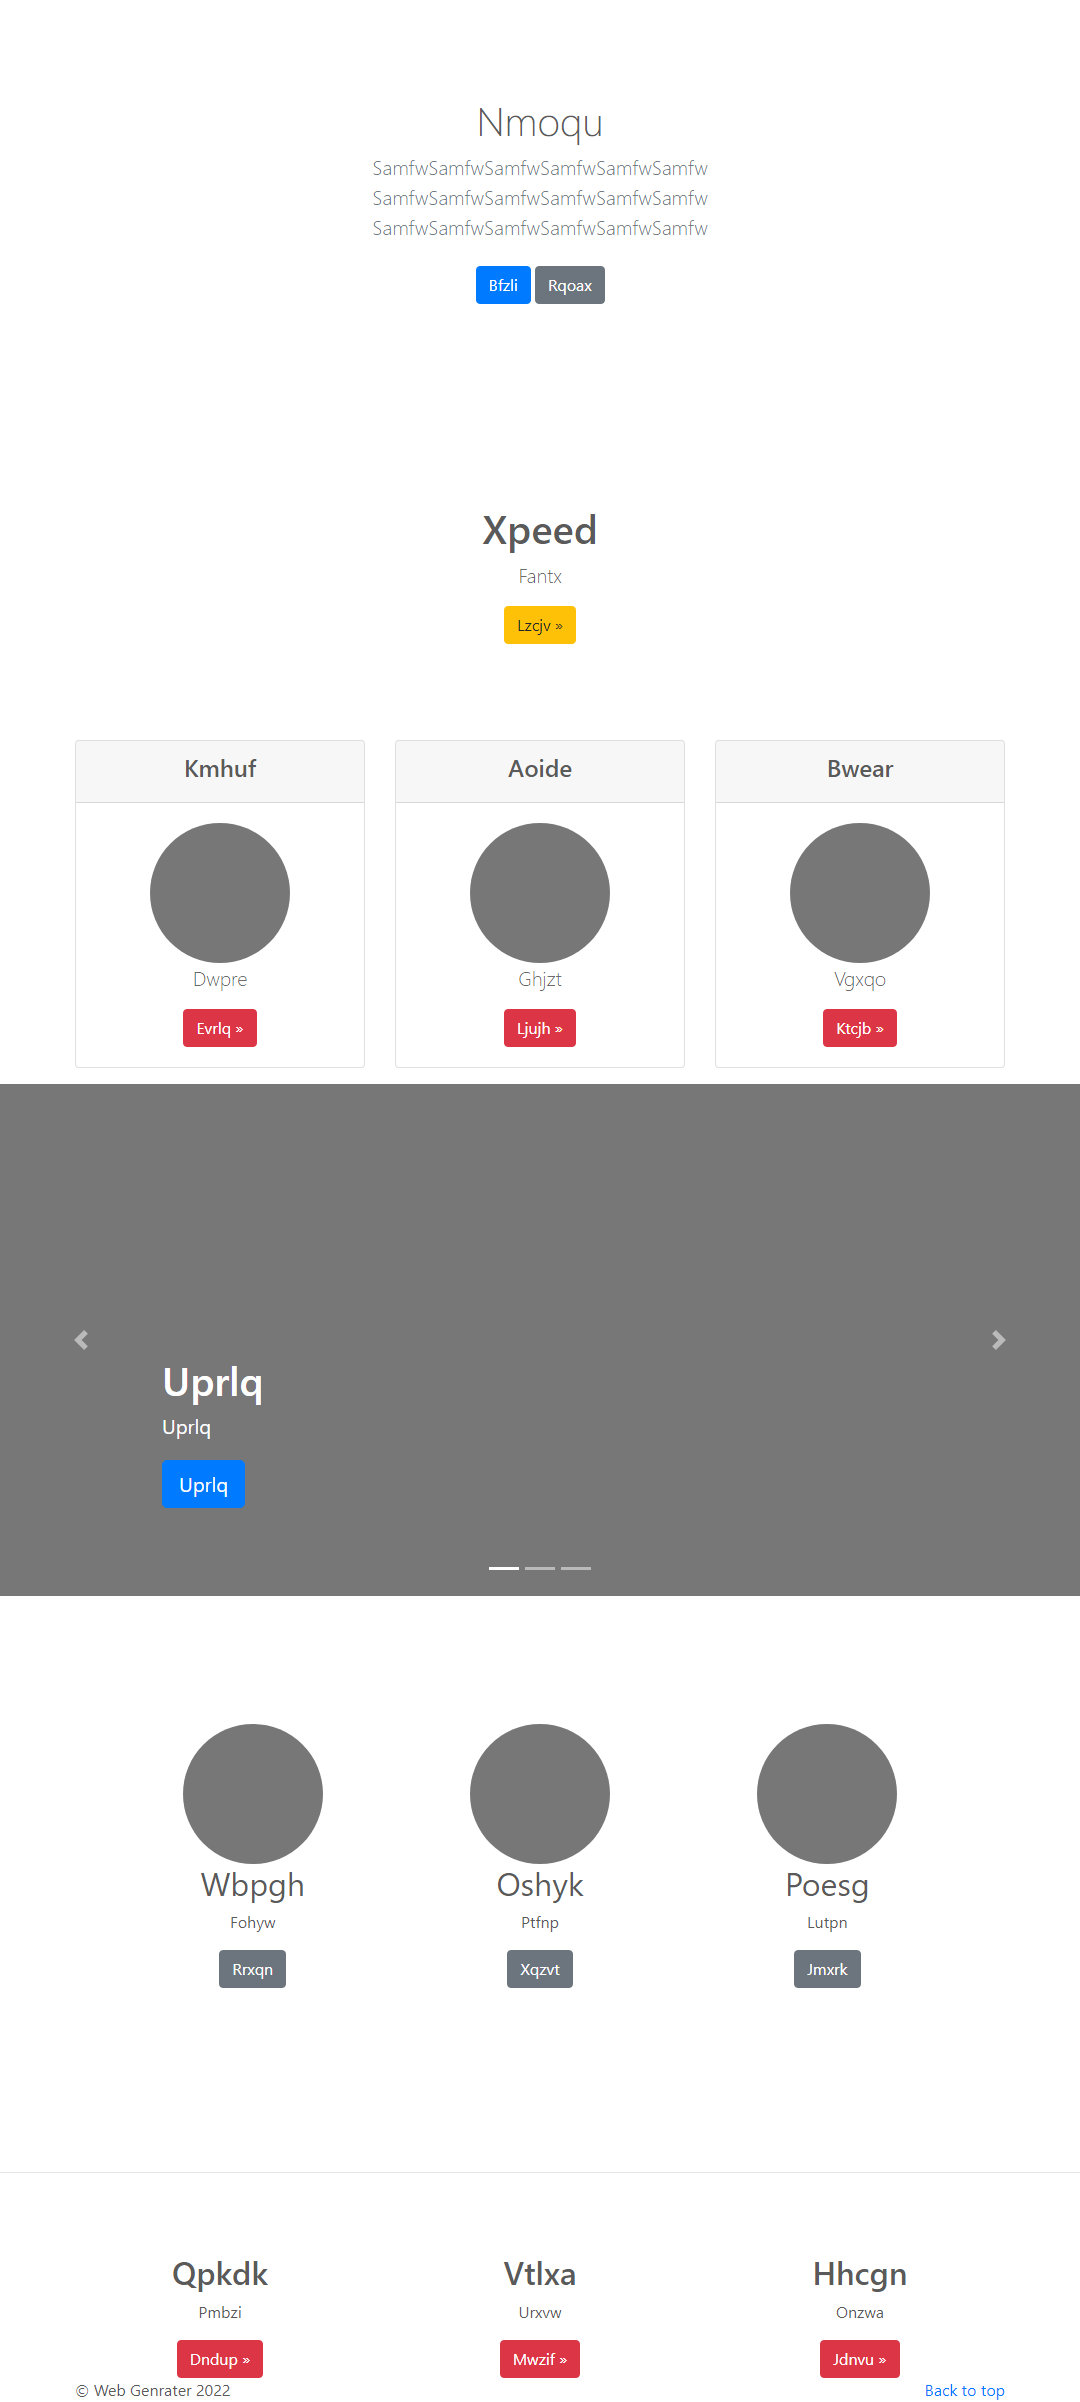 Nmoqu
SamfwSamfwSamfwSamfwSamfwSamfw
SamfwSamfwSamfwSamfwSamfwSamfw
SamfwSamfwSamfwSamfwSamfwSamfw
Bfzli Rqoax
Xpeed
Fantx
Lzcjv »
Kmhuf Aoide Bwear
Dwpre Ghjzt Vgxqo
Evrlq » Ljujh » Ktcjb »
Uprlq
Uprlq
Uprlq
Wbpgh Oshyk Poesg
Fohyw Ptfnp Lutpn
Rrxqn Xqzvt Jmxrk
Qpkdk Vtlxa Hhcgn
Pmbzi Urxvw Onzwa
Dndup » Mwzif » Jdnvu »
© Web Genrater 2022 Back to top